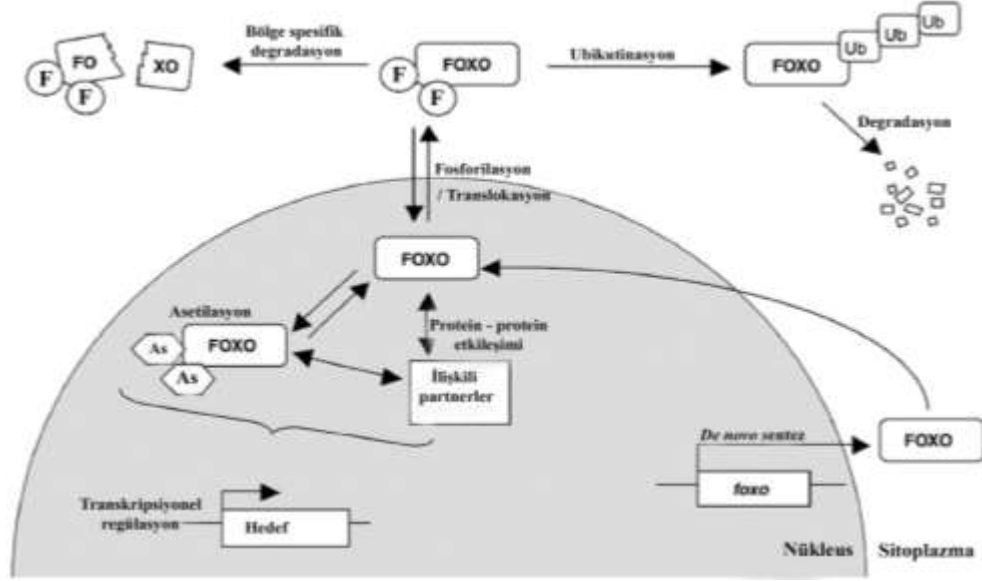 Bölge spesifik
degradasyon
FO
XO
F
F
F
F
FOXO
Ubikutinasyon
FOXO
Ub
Ub
Ub
Degradasyon
Fosforilasyon
/ Translokasyon
FOXO
Asetilasyon
As
As
FOXO
Protein - protein
etkileşimi
İlişkili
partnerler
De novo sentez
FOXO
foxo
Transkripsiyonel
regülasyon
Hedef
Nükleus
Sitoplazma